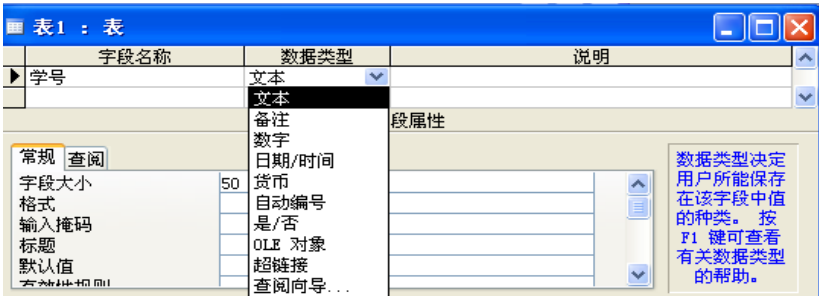 表1 : 表
字段名称 数据类型 说明
学号 文本
文本
备注
数字
日期/时间
货币
自动编号
是/否
OLE 对象
超链接
查阅向导...
段属性
常规 查阅
字段大小 50
格式
输入掩码
标题
默认值
有效性规则
数据类型决定
用户所能保存
在该字段中值
的种类。 按
F1 键可查看
有关数据类型
的帮助。